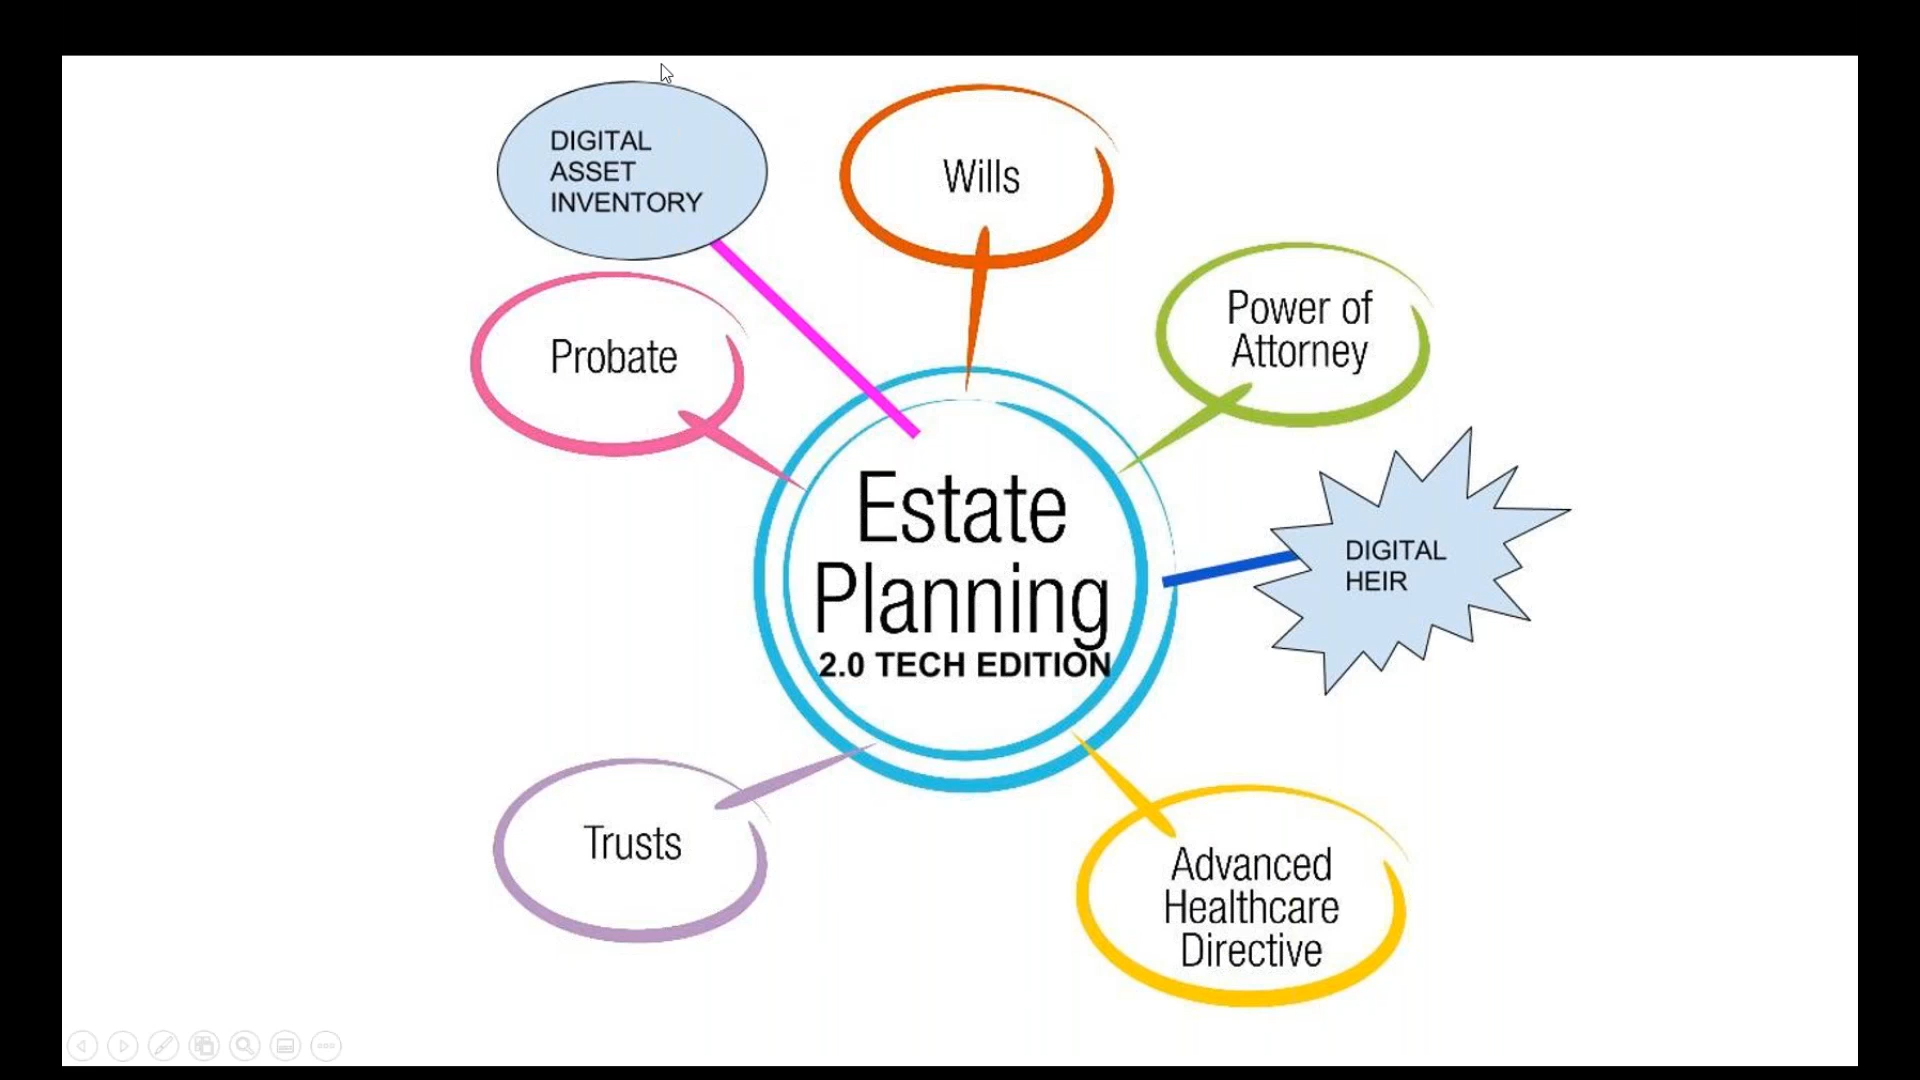 DIGITAL
ASSET
INVENTORY
Wills
Power of
Attorney
Probate
Estate
Planning
2.0 TECH EDITION
DIGITAL
HEIR
Trusts
Advanced
Healthcare
Directive